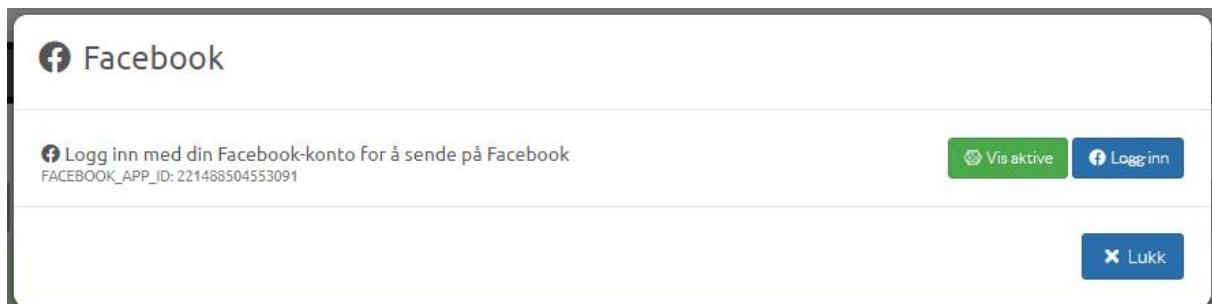 Facebook
Logg inn med din Facebook-konto for å sende på Facebook
FACEBOOK_APP_ID: 221488504553091
Vis aktive
Logg inn
Lukk